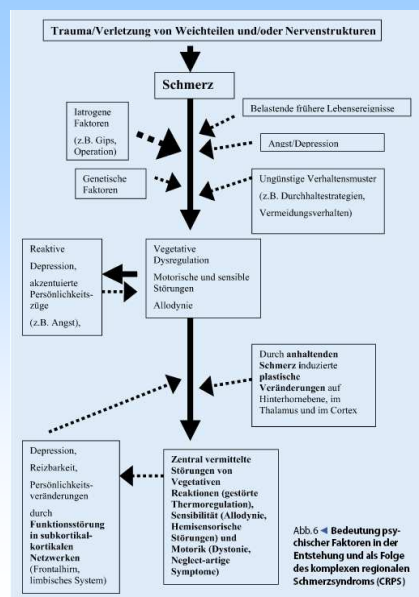 Trauma/Verletzung von Weichteilen und/oder Nervenstrukturen
Schmerz
Iatrogene
Faktoren
(z.B. Gips,
Operation)
Belastende frühere Lebensereignisse
Angst/Depression
Genetische
Faktoren
Ungünstige Verhaltensmuster
(z.B. Durchhaltestrategien,
Vermeidungsverhalten)
Reaktive
Depression,
akzentuierte
Persönlichkeits-
züge
(z.B. Angst),
Vegetative
Dysregulation
Motorische und sensible
Störungen
Allodynie
Durch anhaltenden
Schmerz induzierte
plastische
Veränderungen auf
Hinterhornebene, im
Thalamus und im Cortex
Depression,
Reizbarkeit,
Persönlichkeits-
veränderungen
durch
Funktionsstörung
in subkortikal-
kortikalen
Netzwerken
(Frontalhirn,
limbisches System)
Zentral vermittelte
Störungen von
Vegetativen
Reaktionen (gestörte
Thermoregulation),
Sensibilität (Allodynie,
Hemisensorische
Störungen) und
Motorik (Dystonie,
Neglect-artige
Symptome)
Abb.6 ◄ Bedeutung psy-
chischer Faktoren in der
Entstehung und als Folge
des komplexen regionalen
Schmerzsyndroms (CRPS)